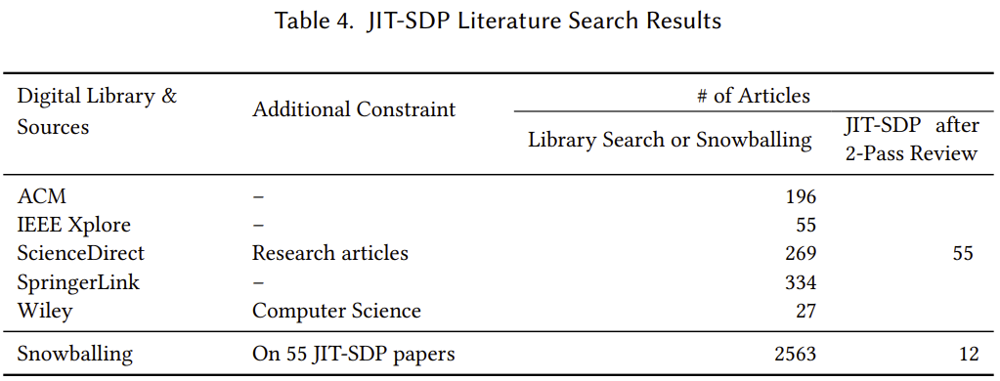 Table 4. JIT-SDP Literature Search Results
Digital Library & Sources Additional Constraint # of Articles
Library Search or Snowballing JIT-SDP after 2-Pass Review
ACM – 196
IEEE Xplore – 55
ScienceDirect Research articles 269 55
SpringerLink – 334
Wiley Computer Science 27
Snowballing On 55 JIT-SDP papers 2563 12